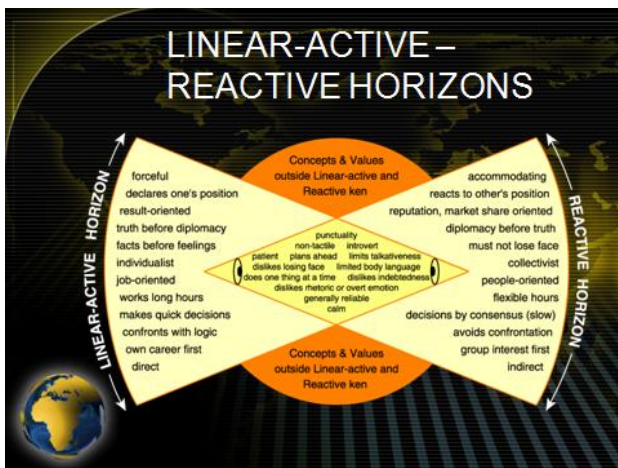 LINEAR-ACTIVE –
REACTIVE HORIZONS
Concepts & Values
outside Linear-active and
Reactive ken
LINEAR-ACTIVE HORIZON
forceful
declares one's position
result-oriented
truth before diplomacy
facts before feelings
individualist
job-oriented
works long hours
makes quick decisions
confronts with logic
own career first
direct
punctuality
non-tactile introvert
patient plans ahead limits talkativeness
dislikes losing face limited body language
does one thing at a time dislikes indebtedness
dislikes rhetoric or overt emotion
generally reliable
calm
accommodating
reacts to other's position
reputation, market share oriented
diplomacy before truth
must not lose face
collectivist
people-oriented
flexible hours
decisions by consensus (slow)
avoids confrontation
group interest first
indirect
REACTIVE HORIZON
Concepts & Values
outside Linear-active and
Reactive ken